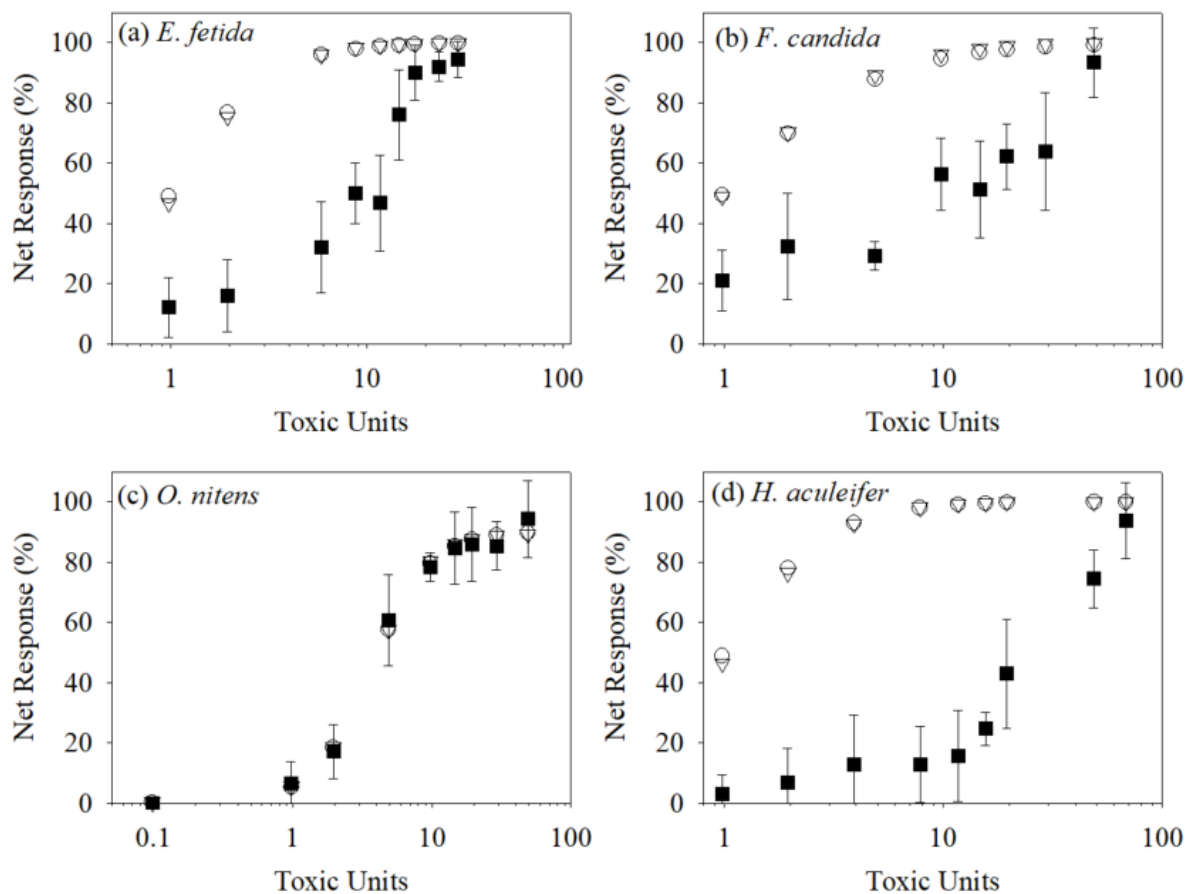 (a) E. fetida
100
80
60
40
20
0
Net Response (%)
1 10 100
Toxic Units
(b) F. candida
100
80
60
40
20
0
Net Response (%)
1 10 100
Toxic Units
(c) O. nitens
100
80
60
40
20
0
Net Response (%)
0.1 1 10 100
Toxic Units
(d) H. aculeifer
100
80
60
40
20
0
Net Response (%)
1 10 100
Toxic Units